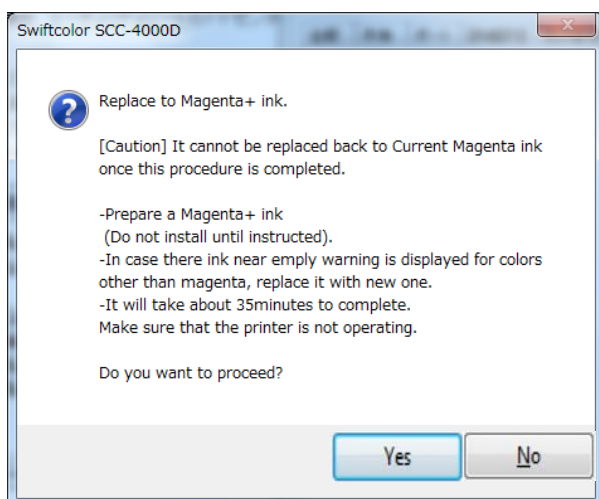 Swiftcolor SCC-4000D
Replace to Magenta+ ink.
[Caution] It cannot be replaced back to Current Magenta ink
once this procedure is completed.
-Prepare a Magenta+ ink
(Do not install until instructed).
-In case there ink near emply warning is displayed for colors
other than magenta, replace it with new one.
-It will take about 35minutes to complete.
Make sure that the printer is not operating.
Do you want to proceed?
Yes
No